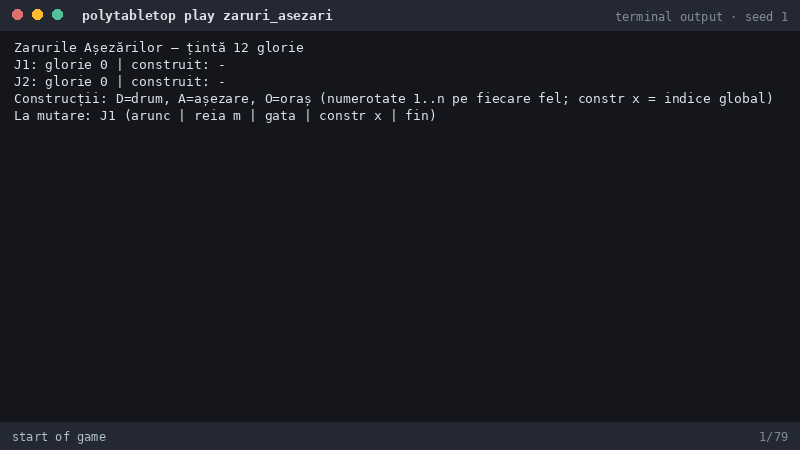 polytabletop play zaruri_asezari
terminal output · seed 1
Zarurile Așezărilor — țintă 12 glorie
J1: glorie 0 | construit: -
J2: glorie 0 | construit: -
Construcții: D=drum, A=așezare, O=oraș (numerotate 1..n pe fiecare fel; constr x = indice global)
La mutare: J1 (arunc | reia m | gata | constr x | fin)
start of game
1/79